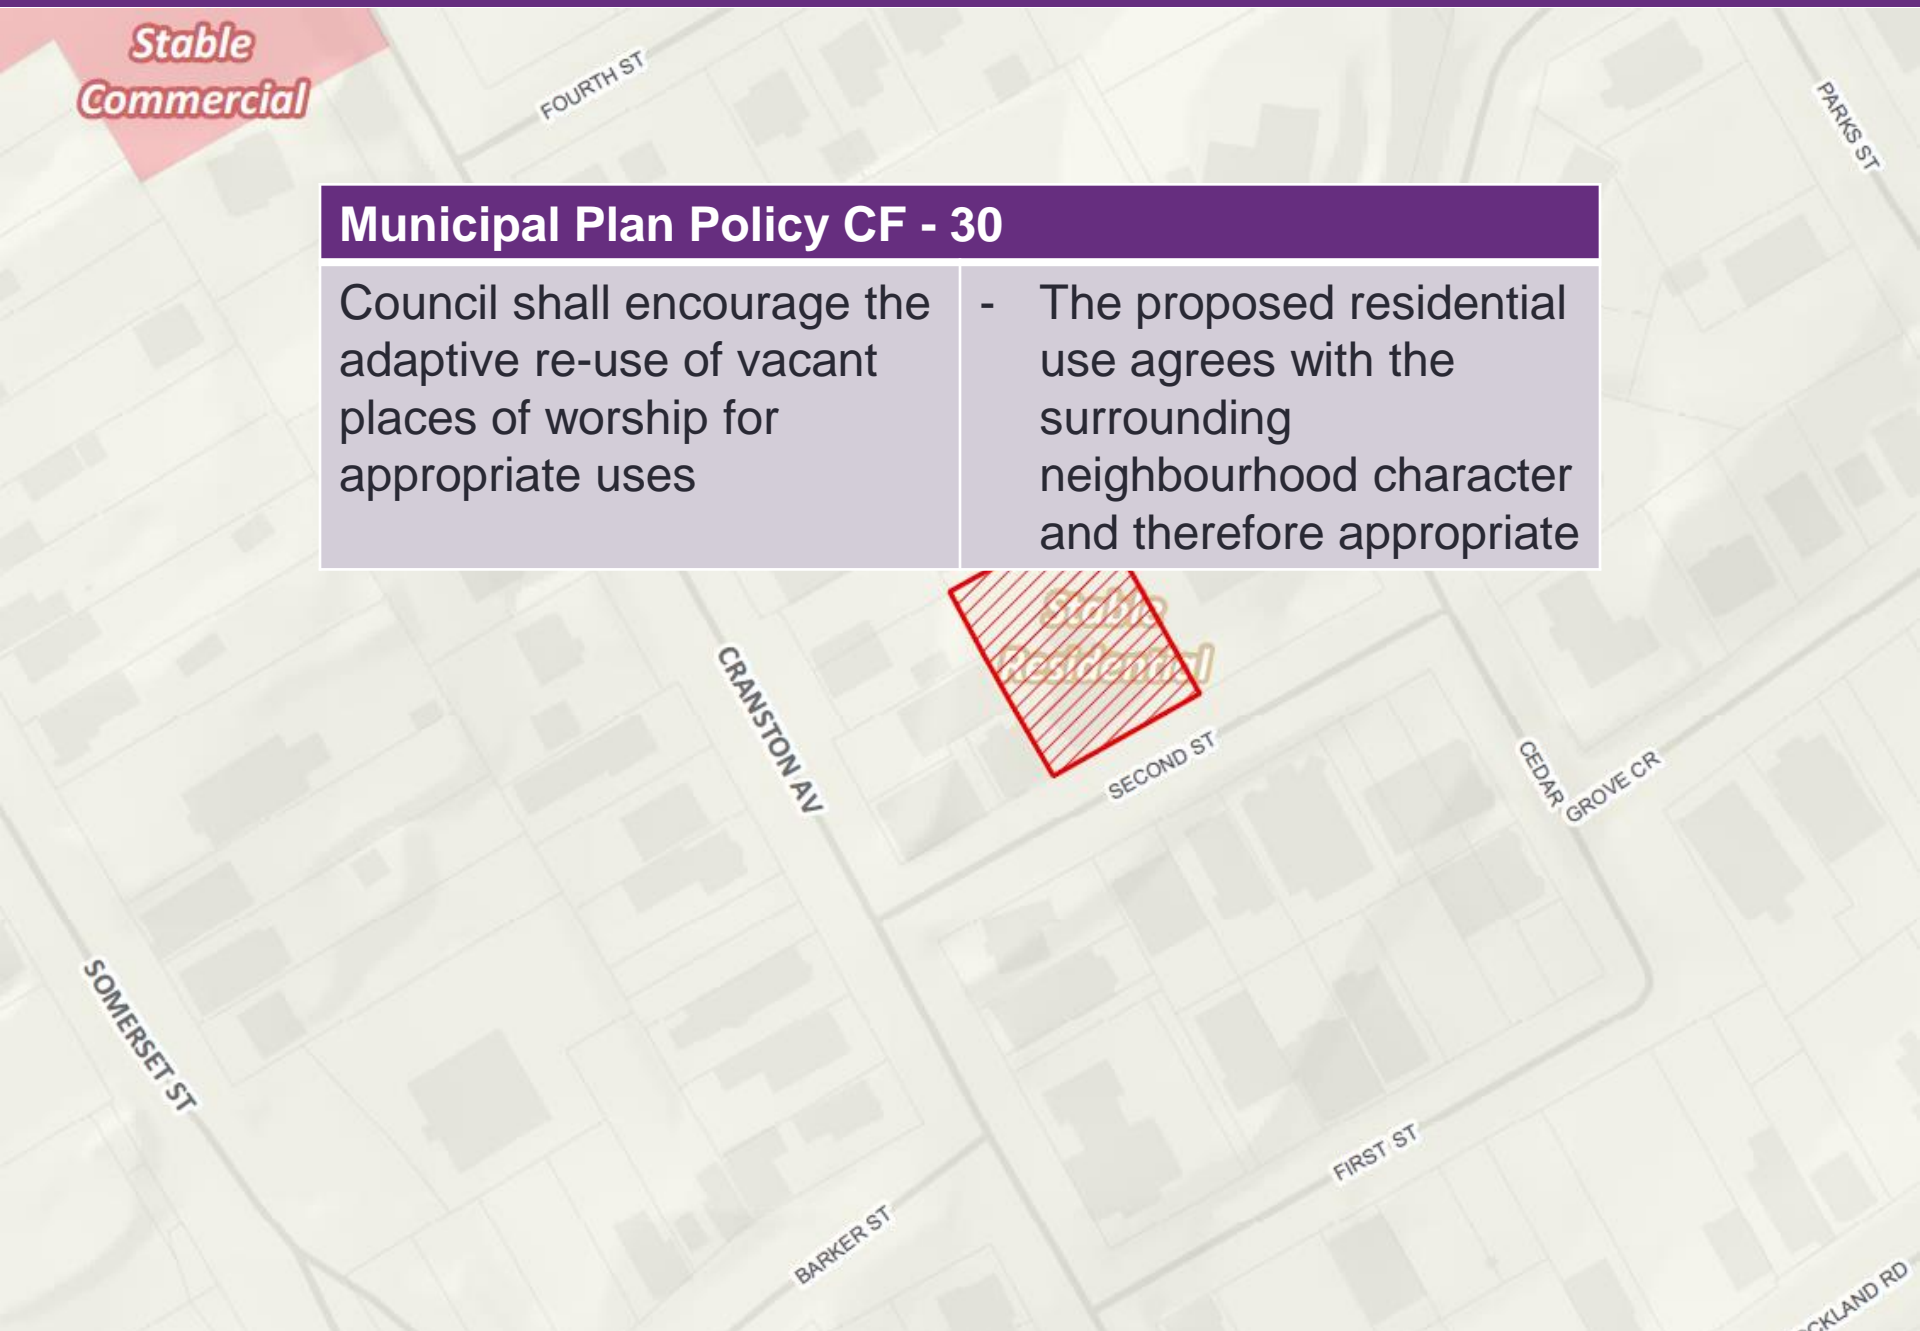 Stable
Commercial
FOURTH ST
PARKS ST
Municipal Plan Policy CF - 30
Council shall encourage the
adaptive re-use of vacant
places of worship for
appropriate uses
- The proposed residential
use agrees with the
surrounding
neighbourhood character
and therefore appropriate
Stable
Residential
CRANSTON AV
SECOND ST
CEDAR
GROVE CR
SOMERSET ST
FIRST ST
BARKER ST